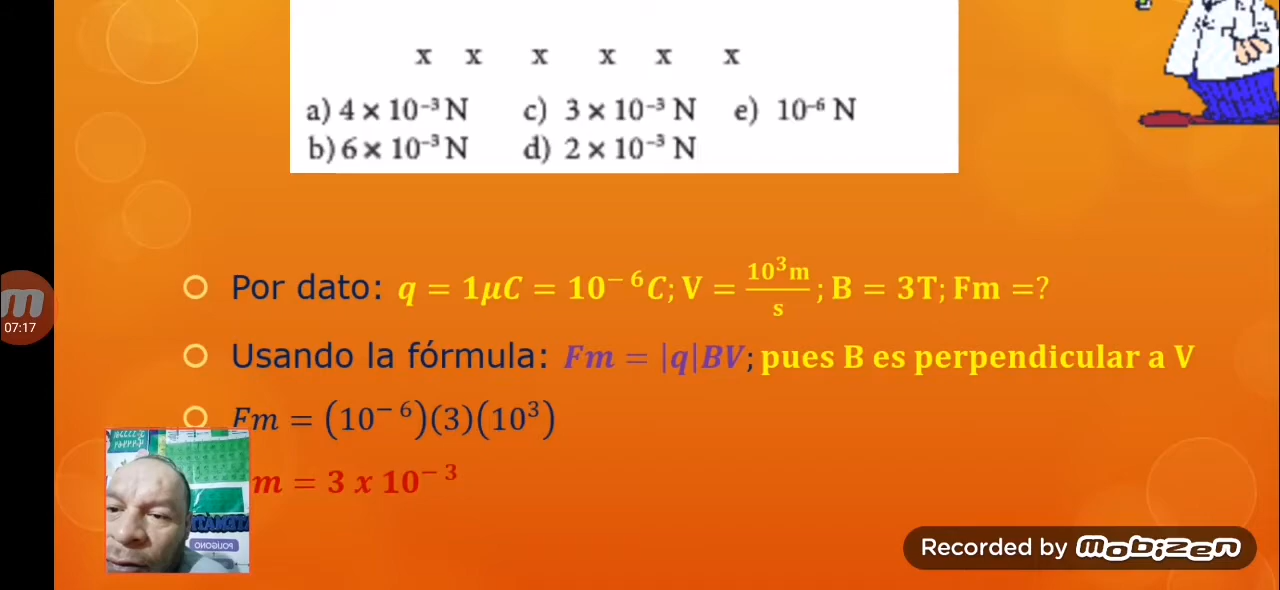 x x x x x x
a) 4 × 10⁻³ N c) 3 × 10⁻³ N e) 10⁻⁶ N
b) 6 × 10⁻³ N d) 2 × 10⁻³ N
Por dato: q = 1μC = 10⁻⁶C; V = 10³m/s; B = 3T; Fm =?
Usando la fórmula: Fm = |q|BV; pues B es perpendicular a V
Fm = (10⁻⁶)(3)(10³)
m = 3 x 10⁻³
07:17
POLIGONO
Recorded by mobizen